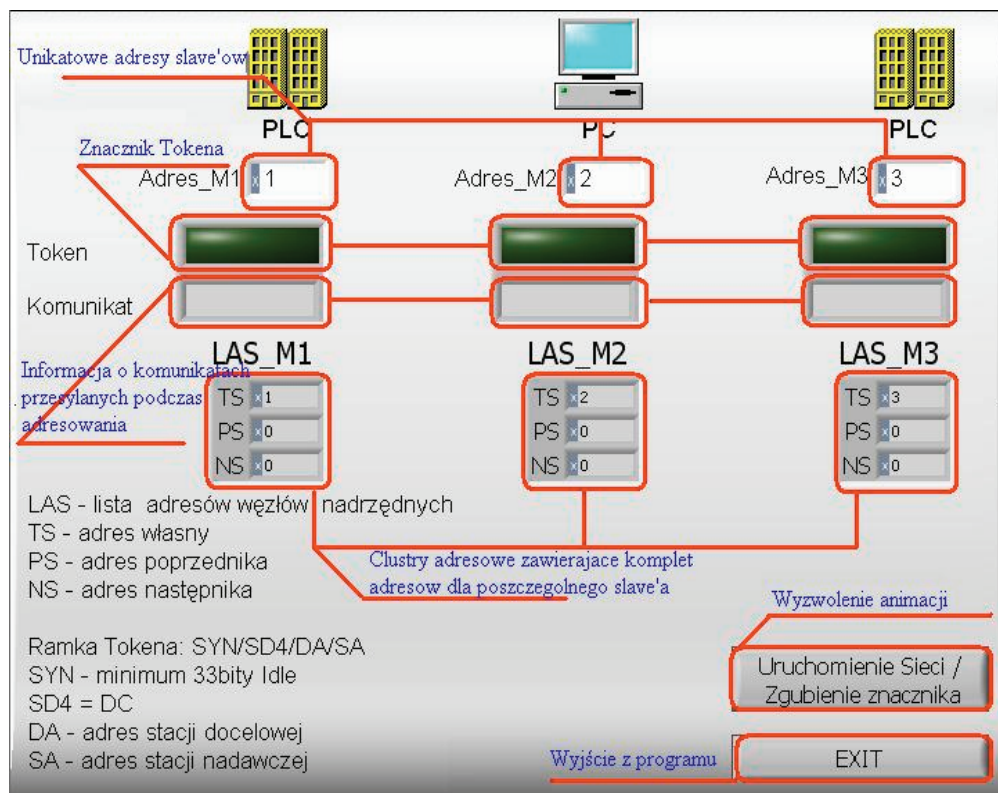 Unikatowe adresy slave'ow
PLC
PC
PLC
Znacznik Tokena
Adres_M1 x 1
Adres_M2 x 2
Adres_M3 x 3
Token
Komunikat
LAS_M1
LAS_M2
LAS_M3
Informacja o komunikatach
przesylanych podczas
adresowania
TS x 1
PS x 0
NS x 0
TS x 2
PS x 0
NS x 0
TS x 3
PS x 0
NS x 0
LAS - lista adresów węzłów nadrzędnych
TS - adres własny
PS - adres poprzednika
NS - adres następnika
Clustry adresowe zawierajace komplet
adresow dla poszczegolnego slave'a
Wyzwolenie animacji
Ramka Tokena: SYN/SD4/DA/SA
SYN - minimum 33bity Idle
SD4 = DC
DA - adres stacji docelowej
SA - adres stacji nadawczej
Uruchomienie Sieci /
Zgubienie znacznika
Wyjście z programu
EXIT